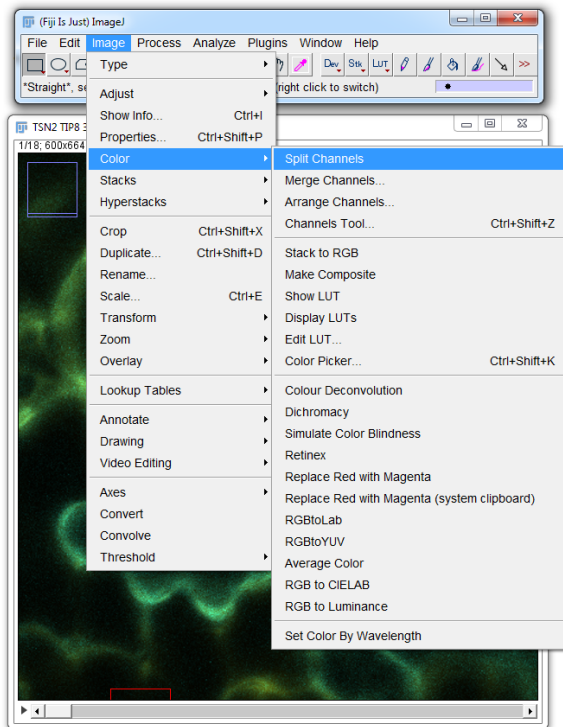 (Fiji Is Just) ImageJ
File Edit Image Process Analyze Plugins Window Help
Dev Stk LUT >>
*Straight*, se
(right click to switch)
TSN2 TIP8 3
1/18; 600x664
Type
Adjust
Show Info... Ctrl+I
Properties... Ctrl+Shift+P
Color
Stacks
Hyperstacks
Crop Ctrl+Shift+X
Duplicate... Ctrl+Shift+D
Rename...
Scale... Ctrl+E
Transform
Zoom
Overlay
Lookup Tables
Annotate
Drawing
Video Editing
Axes
Convert
Convolve
Threshold
Split Channels
Merge Channels...
Arrange Channels...
Channels Tool... Ctrl+Shift+Z
Stack to RGB
Make Composite
Show LUT
Display LUTs
Edit LUT...
Color Picker... Ctrl+Shift+K
Colour Deconvolution
Dichromacy
Simulate Color Blindness
Retinex
Replace Red with Magenta
Replace Red with Magenta (system clipboard)
RGBtoLab
RGBtoYUV
Average Color
RGB to CIELAB
RGB to Luminance
Set Color By Wavelength